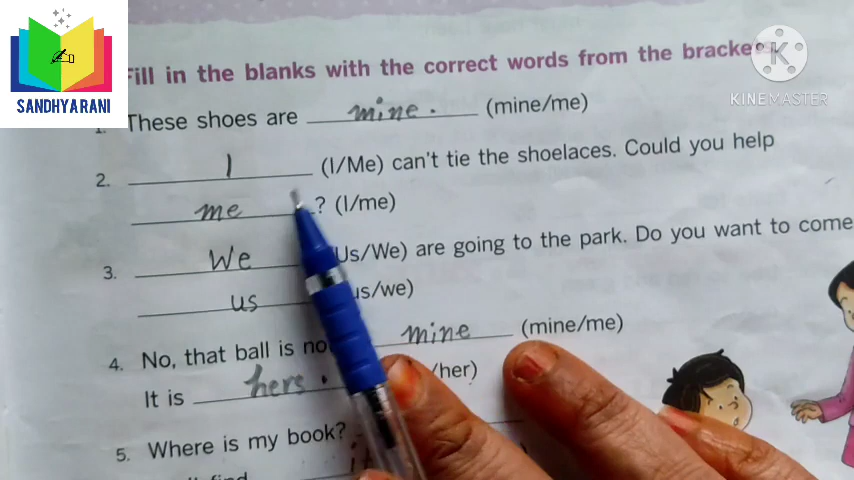 SANDHYARANI
KINEMASTER
Fill in the blanks with the correct words from the brackets.
1. These shoes are mine. (mine/me)
2. I (I/Me) can't tie the shoelaces. Could you help
me ? (I/me)
3. We Us/We) are going to the park. Do you want to come
us us/we)
4. No, that ball is mine (mine/me)
It is hers. /her)
5. Where is my book?